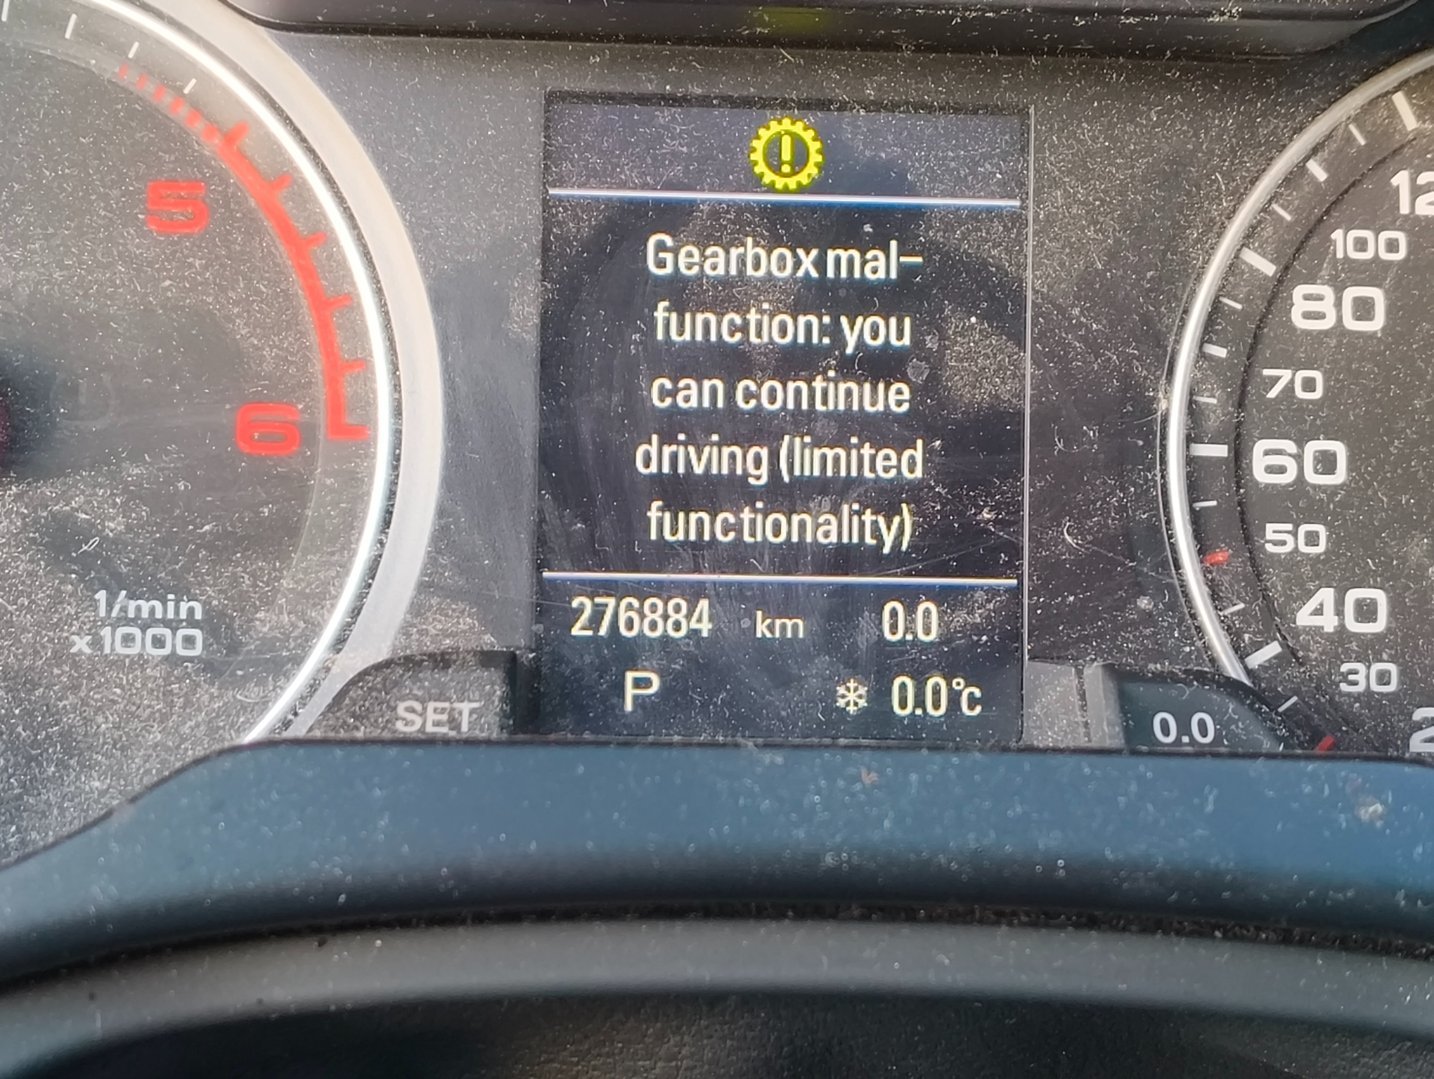 5
6
1/min
x1000
SET
!
Gearbox mal-
function: you
can continue
driving (limited
functionality)
276884 km 0.0
P 0.0°C
0.0
100
80
70
60
50
40
30